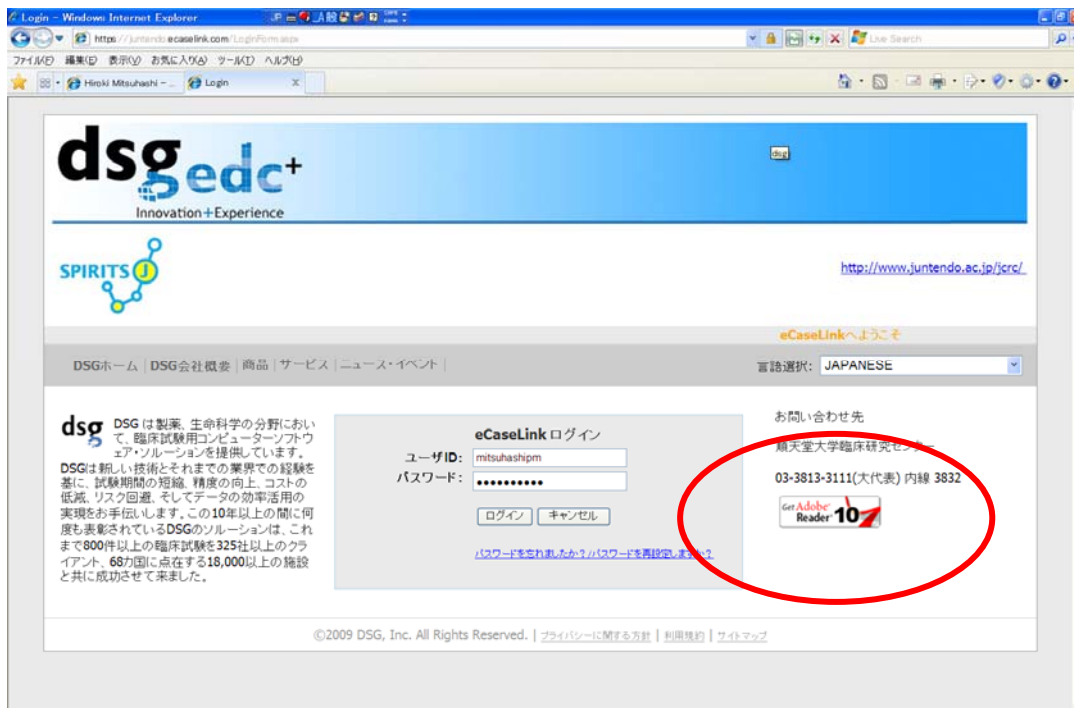 Login - Windows Internet Explorer
https://juntendo.ecaselink.com/LoginForm.aspx
Live Search
ファイル(F) 編集(E) 表示(V) お気に入り(A) ツール(T) ヘルプ(H)
Hiroki Mitsuhashi - ... Login
dsg edc+
dsg
Innovation+Experience
SPIRITS J
http://www.juntendo.ac.jp/jcrc/
eCaseLinkへようこそ
DSGホーム | DSG会社概要 | 商品 | サービス | ニュース・イベント |
言語選択: JAPANESE
dsg DSG は製薬、生命科学の分野におい
て、臨床試験用コンピューターソフトウ
ェア・ソルーションを提供しています。
DSGは新しい技術とそれまでの業界での経験を
基に、試験期間の短縮、精度の向上、コストの
低減、リスク回避、そしてデータの効率活用の
実現をお手伝いします。この10年以上の間に何
度も表彰されているDSGのソルーションは、これ
まで800件以上の臨床試験を325社以上のクラ
イアント、68カ国に点在する18,000以上の施設
と共に成功させて来ました。
eCaseLink ログイン
ユーザID: mitsuhashipm
パスワード: ••••••••••
ログイン キャンセル
パスワードを忘れましたか？/パスワードを再設定しますか？
お問い合わせ先
順天堂大学臨床研究センター
03-3813-3111(大代表) 内線 3832
Get Adobe
Reader 10
©2009 DSG, Inc. All Rights Reserved. | プライバシーに関する方針 | 利用規約 | サイトマップ